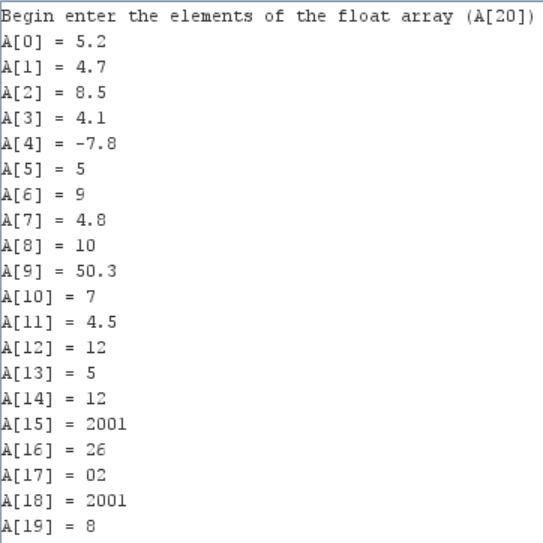 Begin enter the elements of the float array (A[20])
A[0] = 5.2
A[1] = 4.7
A[2] = 8.5
A[3] = 4.1
A[4] = -7.8
A[5] = 5
A[6] = 9
A[7] = 4.8
A[8] = 10
A[9] = 50.3
A[10] = 7
A[11] = 4.5
A[12] = 12
A[13] = 5
A[14] = 12
A[15] = 2001
A[16] = 26
A[17] = 02
A[18] = 2001
A[19] = 8